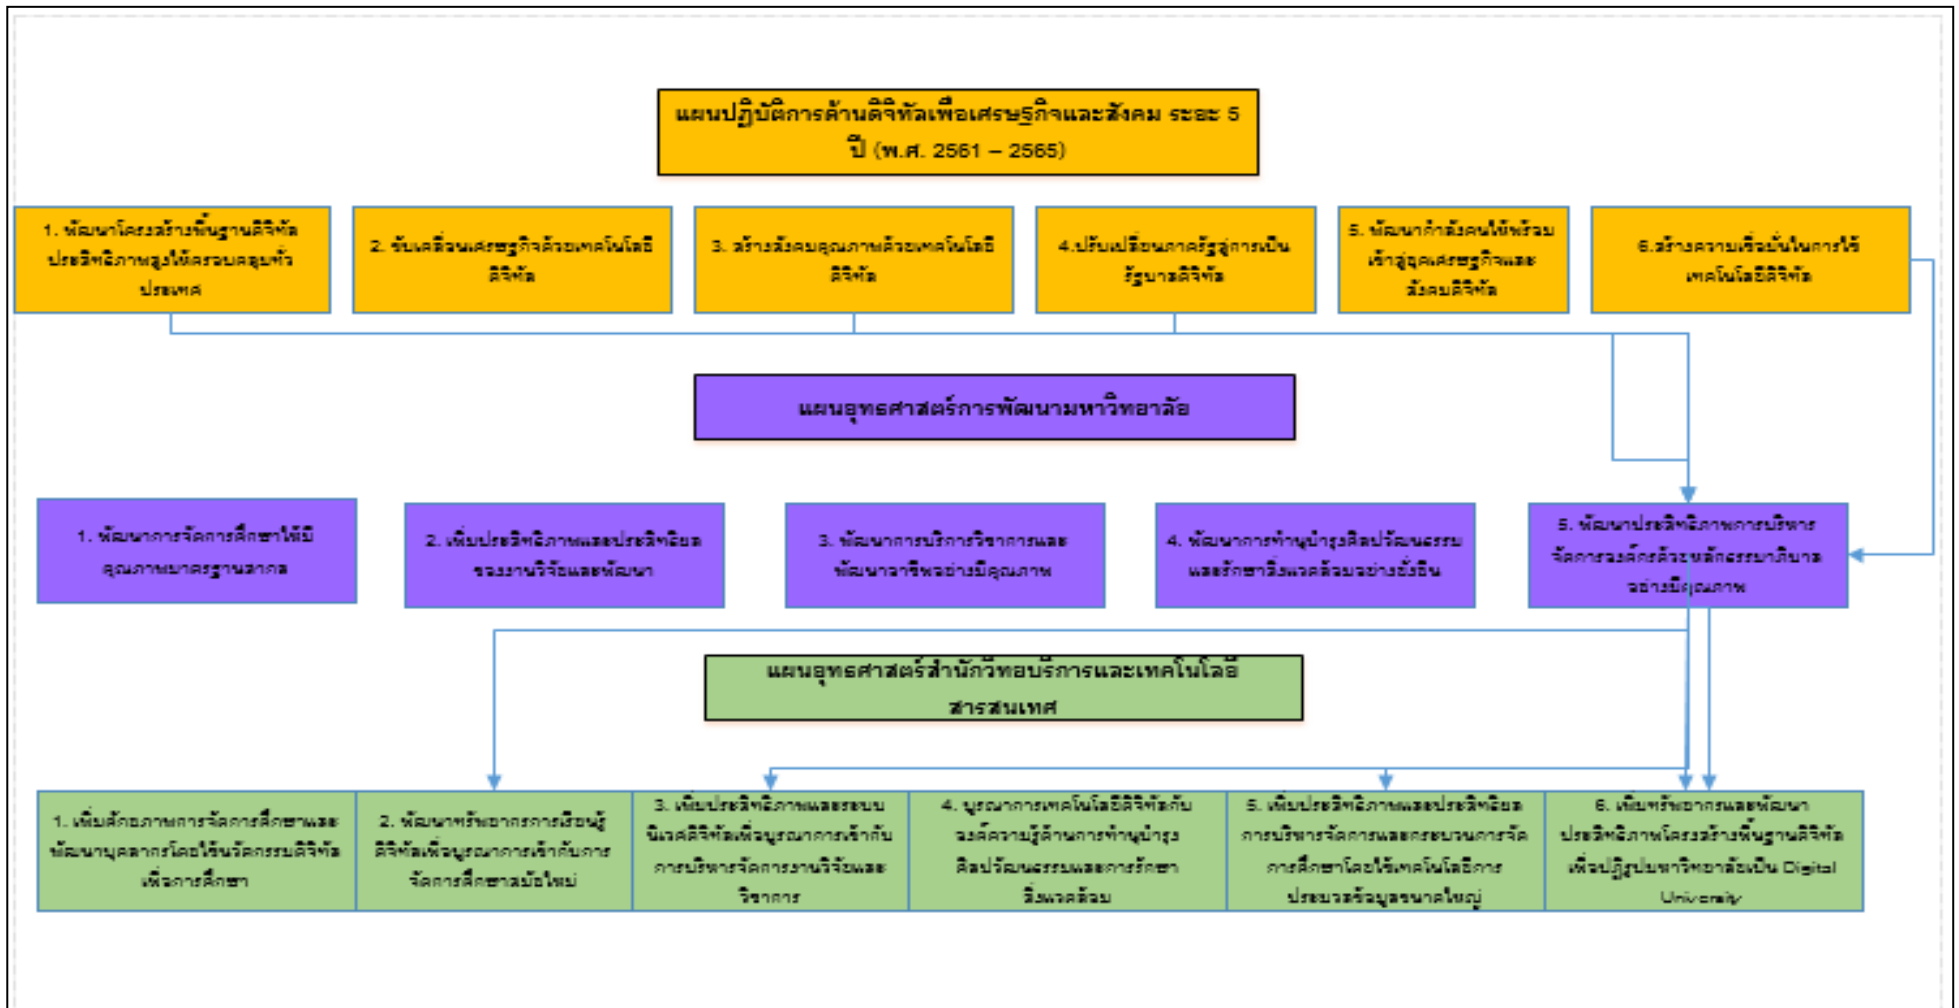 แผนปฏิบัติการด้านดิจิทัลเพื่อเศรษฐกิจและสังคม ระยะ 5
ปี (พ.ศ. 2561 – 2565)
1. พัฒนาโครงสร้างพื้นฐานดิจิทัล
ประสิทธิภาพสูงให้ครอบคลุมทั่ว
ประเทศ
2. ขับเคลื่อนเศรษฐกิจด้วยเทคโนโลยี
ดิจิทัล
3. สร้างสังคมคุณภาพด้วยเทคโนโลยี
ดิจิทัล
4.ปรับเปลี่ยนภาครัฐสู่การเป็น
รัฐบาลดิจิทัล
5. พัฒนากำลังคนให้พร้อม
เข้าสู่ยุคเศรษฐกิจและ
สังคมดิจิทัล
6.สร้างความเชื่อมั่นในการใช้
เทคโนโลยีดิจิทัล
แผนยุทธศาสตร์การพัฒนามหาวิทยาลัย
1. พัฒนาการจัดการศึกษาให้มี
คุณภาพมาตรฐานสากล
2. เพิ่มประสิทธิภาพและประสิทธิผล
ของงานวิจัยและพัฒนา
3. พัฒนาการบริการวิชาการและ
พัฒนาอาชีพอย่างมีคุณภาพ
4. พัฒนาการทำนุบำรุงศิลปวัฒนธรรม
และรักษาสิ่งแวดล้อมอย่างยั่งยืน
5. พัฒนาประสิทธิภาพการบริหาร
จัดการองค์กรด้วยหลักธรรมาภิบาล
อย่างมีคุณภาพ
แผนยุทธศาสตร์สำนักวิทยบริการและเทคโนโลยี
สารสนเทศ
1. เพิ่มศักยภาพการจัดการศึกษาและ
พัฒนาบุคลากรโดยใช้นวัตกรรมดิจิทัล
เพื่อการศึกษา
2. พัฒนาทรัพยากรการเรียนรู้
ดิจิทัลเพื่อบูรณาการเข้ากับการ
จัดการศึกษาสมัยใหม่
3. เพิ่มประสิทธิภาพและระบบ
นิเวศดิจิทัลเพื่อบูรณาการเข้ากับ
การบริหารจัดการงานวิจัยและ
วิชาการ
4. บูรณาการเทคโนโลยีดิจิทัลกับ
องค์ความรู้ด้านการทำนุบำรุง
ศิลปวัฒนธรรมและการรักษา
สิ่งแวดล้อม
5. เพิ่มประสิทธิภาพและประสิทธิผล
การบริหารจัดการและกระบวนการจัด
การศึกษาโดยใช้เทคโนโลยีการ
ประมวลข้อมูลขนาดใหญ่
6. เพิ่มทรัพยากรและพัฒนา
ประสิทธิภาพโครงสร้างพื้นฐานดิจิทัล
เพื่อปฏิรูปมหาวิทยาลัยเป็น Digital
University